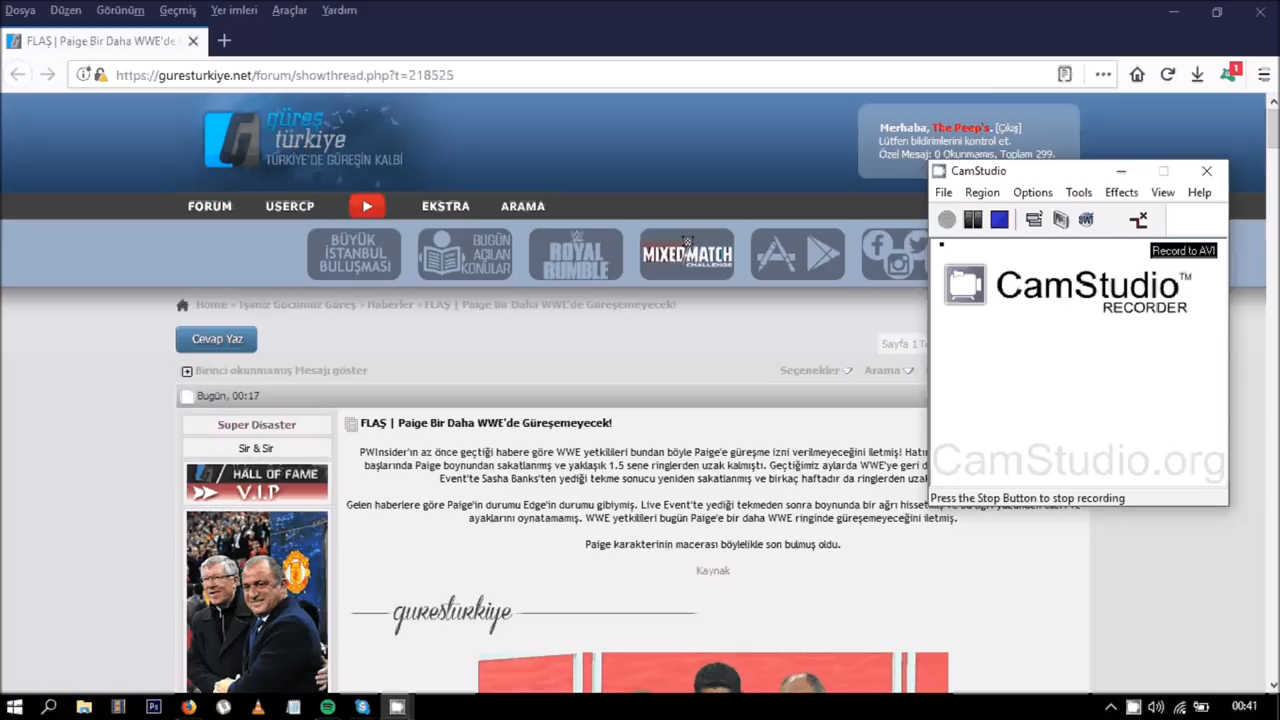 Dosya Düzen Görünüm Geçmiş Yer imleri Araçlar Yardım
FLAŞ | Paige Bir Daha WWE'de
https://guresturkiye.net/forum/showthread.php?t=218525
1
güreş
türkiye
TÜRKİYE'DE GÜREŞİN KALBİ
Merhaba, The Peep's. [Çıkış]
Lütfen bildirimlerini kontrol et.
Özel Mesaj: 0 Okunmamış, Toplam 299.
FORUM USERCP EKSTRA ARAMA
BÜYÜK
İSTANBUL
BULUŞMASI
BUGÜN
AÇILAN
KONULAR
ROYAL
RUMBLE
MIXED MATCH
CHALLENGE
Home » İşimiz Gücümüz Güreş » Haberler » FLAŞ | Paige Bir Daha WWE'de Güreşemeyecek!
Cevap Yaz
Sayfa 1
Birinci okunmamış Mesajı göster
Seçenekler Arama
Bugün, 00:17
Super Disaster
Sir & Sir
HALL OF FAME
V.I.P
FLAŞ | Paige Bir Daha WWE'de Güreşemeyecek!
PWInsider'ın az önce geçtiği habere göre WWE yetkilileri bundan böyle Paige'e güreşme izni verilmeyeceğini iletmiş!
başlarında Paige boynundan sakatlanmış ve yaklaşık 1.5 sene ringlerden uzak kalmıştı. Geçtiğimiz aylarda WWE'ye geri
Event'te Sasha Banks'ten yediği tekme sonucu yeniden sakatlanmış ve birkaç haftadır da ringlerden
Gelen haberlere göre Paige'in durumu Edge'in durumu gibiymiş. Live Event'te yediği tekmeden sonra boynunda bir ağrı
ayaklarını oynatamamış. WWE yetkilileri bugün Paige'e bir daha WWE ringinde güreşemeyeceğini iletmiş.
Paige karakterinin macerası böylelikle son bulmuş oldu.
Kaynak
guresturkiye
CamStudio
File Region Options Tools Effects View Help
SWF
Record to AVI
CamStudio™
RECORDER
CamStudio.org
Press the Stop Button to stop recording
Ps
00:41